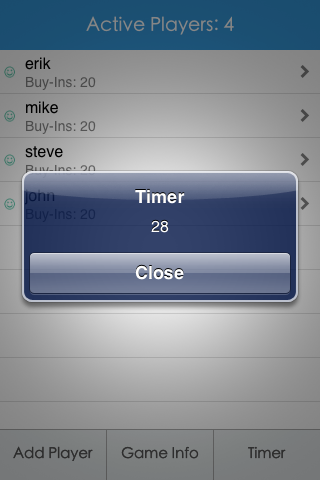 Active Players: 4
erik
Buy-Ins: 20
mike
Buy-Ins: 20
steve
Buy-Ins: 20
john
Buy-Ins: 20
Timer
28
Close
Add Player
Game Info
Timer